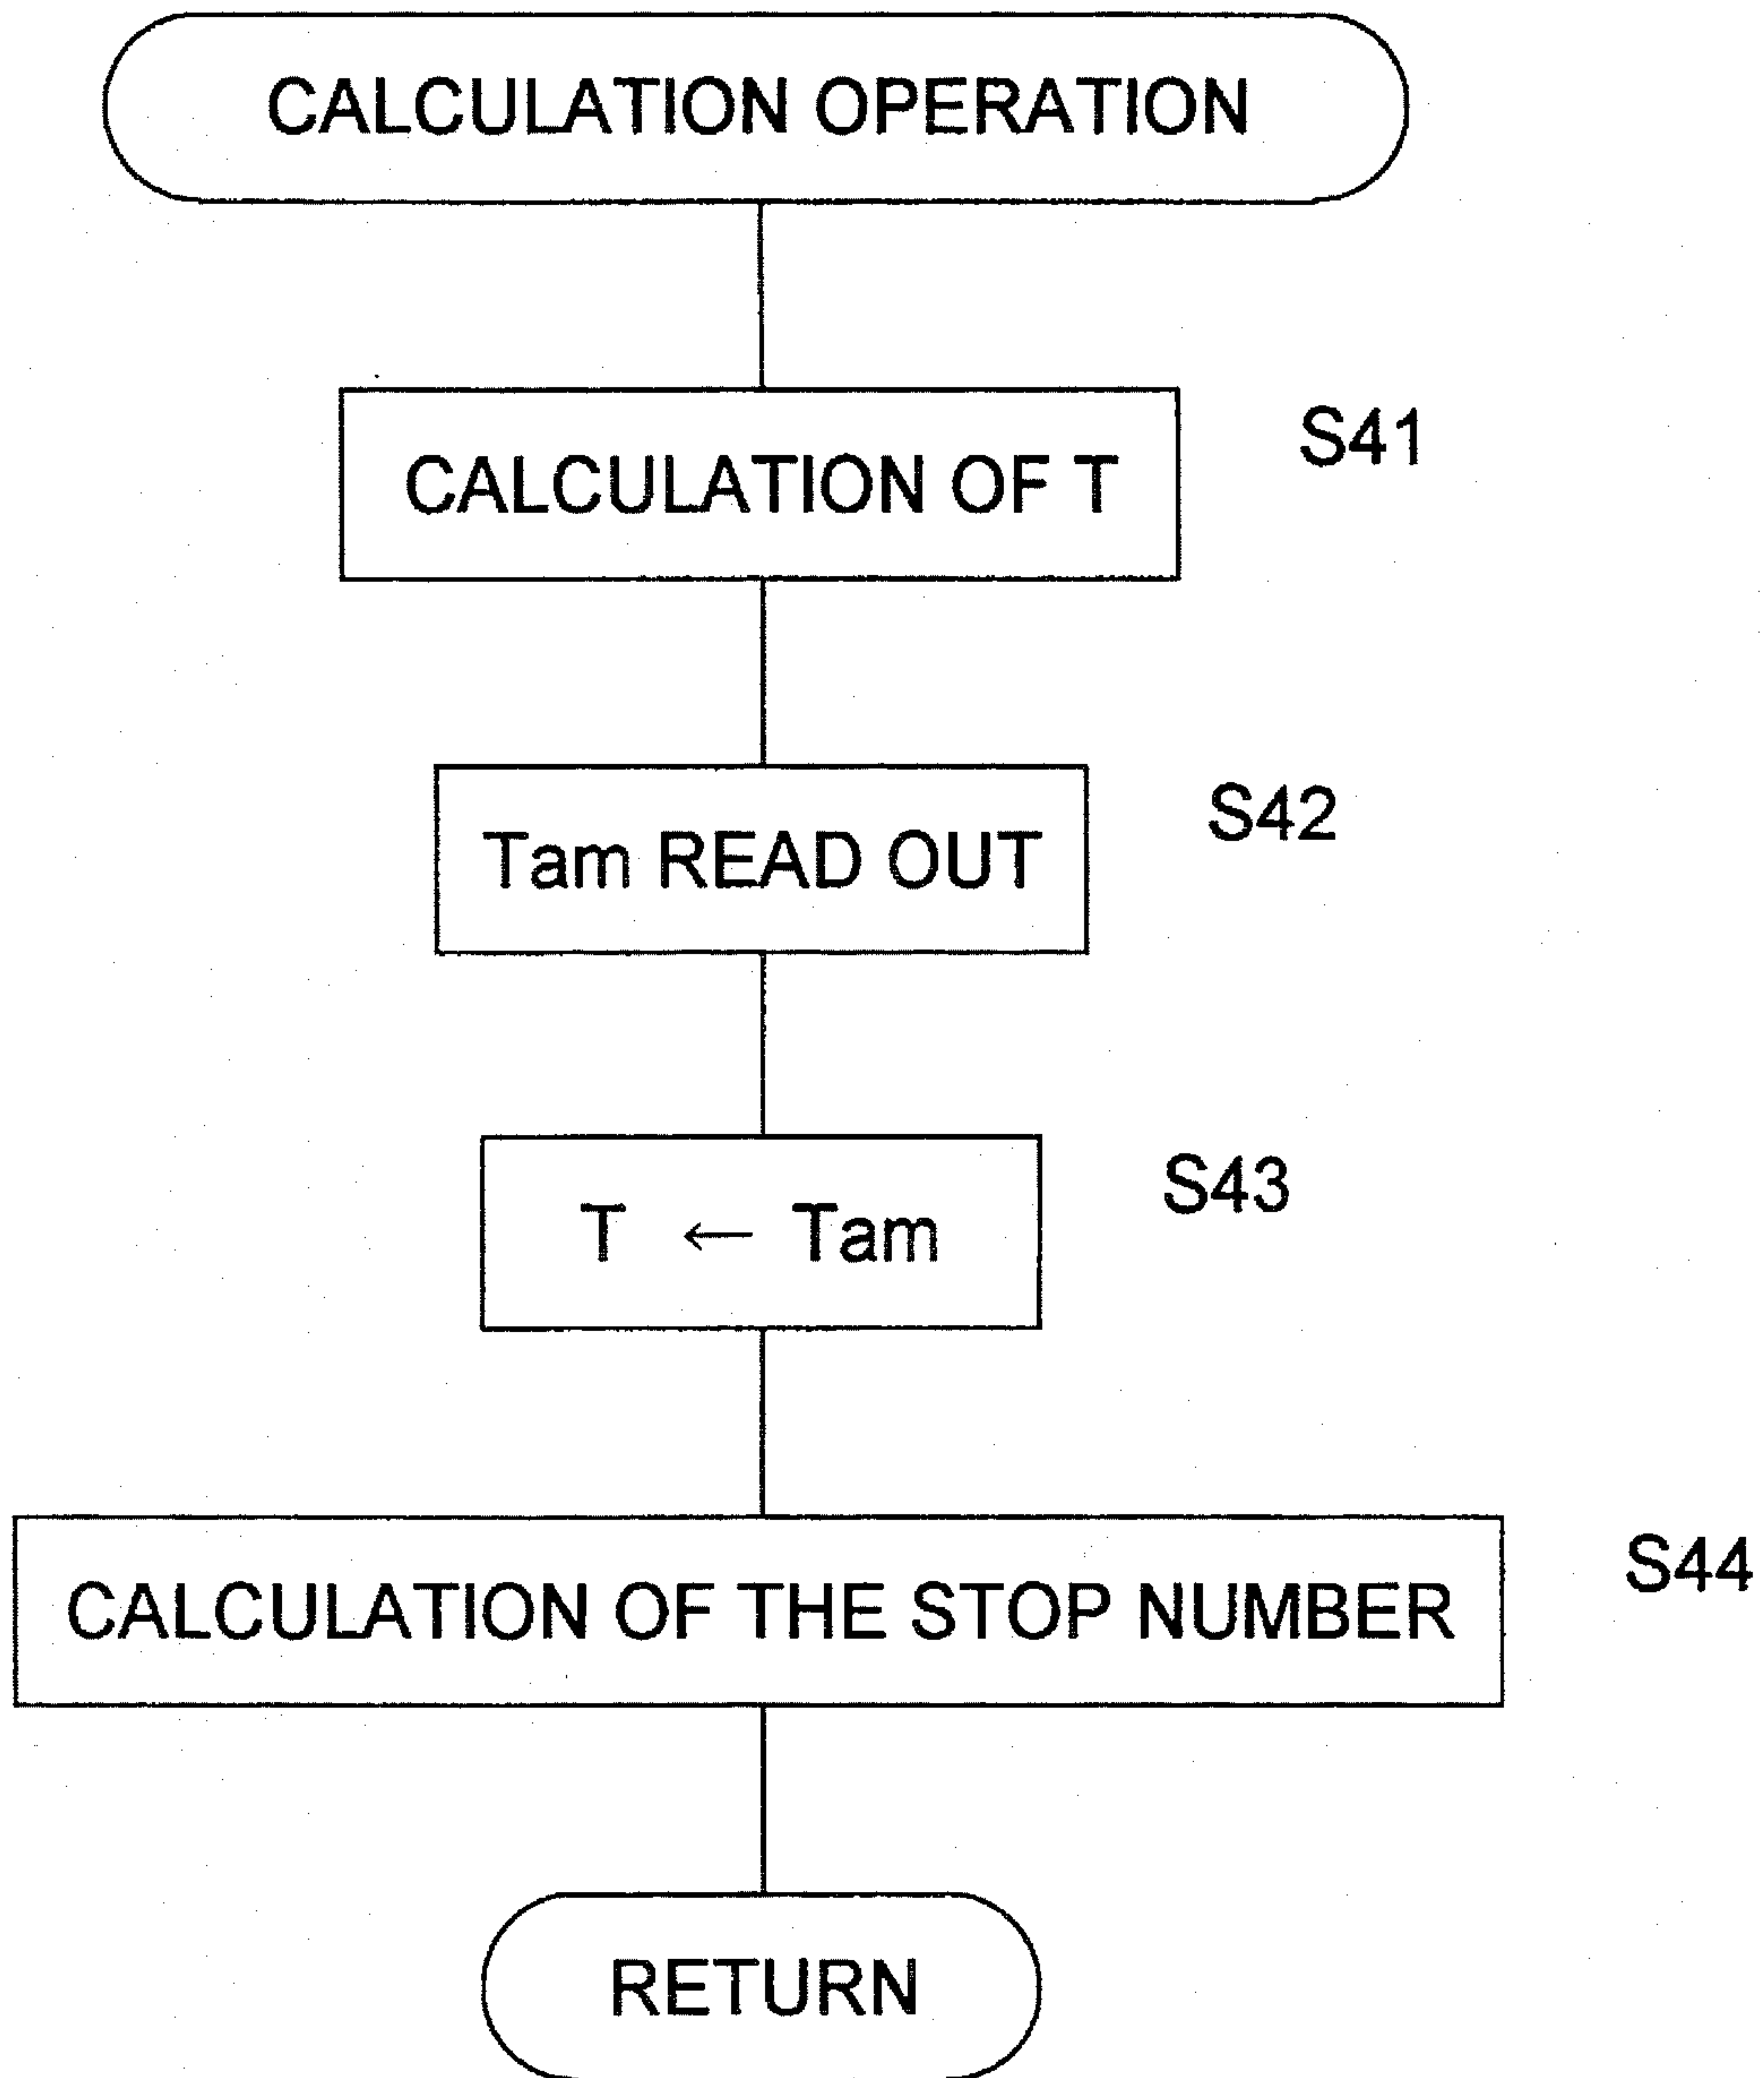 CALCULATION OPERATION
CALCULATION OF T
S41
Tam READ OUT
S42
T ← Tam
S43
CALCULATION OF THE STOP NUMBER
S44
RETURN